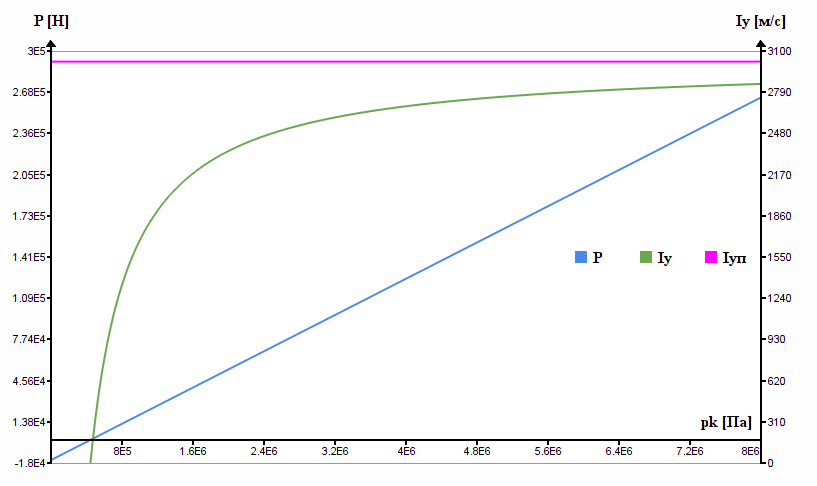 P [Н] Iу [м/с]
3E5 3100
2.68E5 2790
2.36E5 2480
2.05E5 2170
1.73E5 1860
1.41E5 1550
P Iу Iуп
1.09E5 1240
7.74E4 930
4.56E4 620
1.38E4 310
pk [Па]
8E5 1.6E6 2.4E6 3.2E6 4E6 4.8E6 5.6E6 6.4E6 7.2E6 8E6
-1.8E4 0